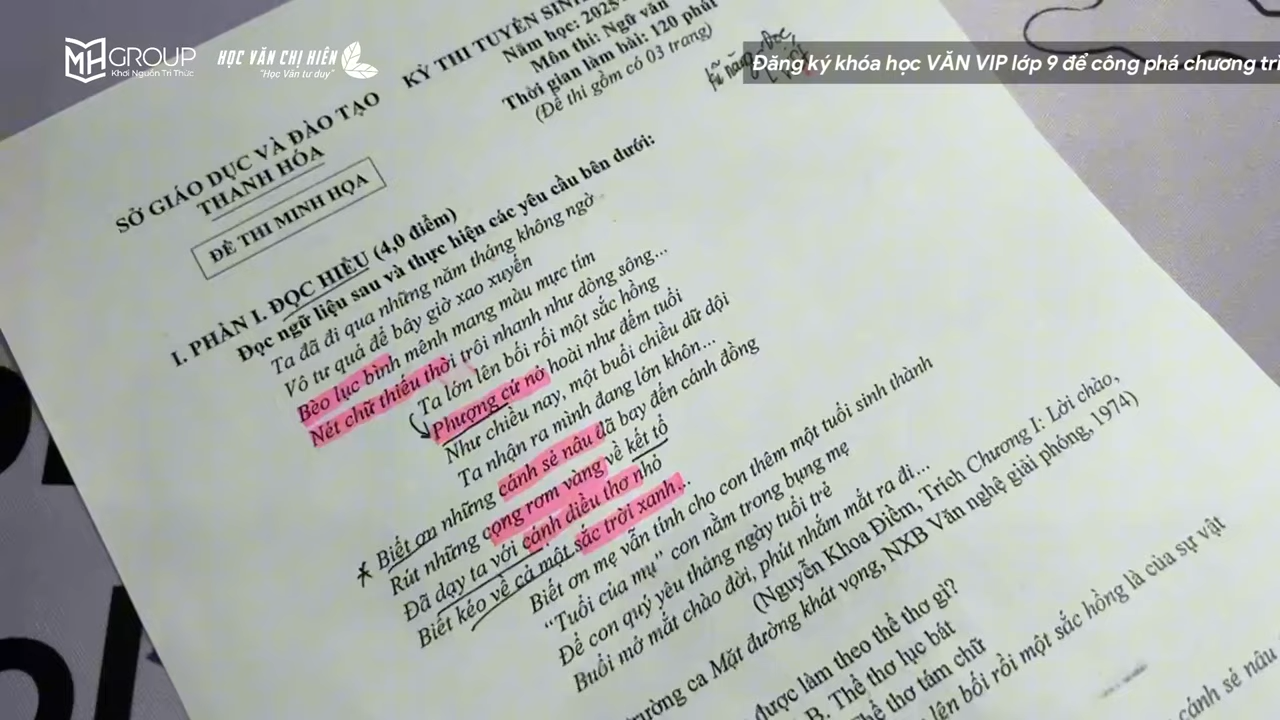 MH GROUP
Khơi Nguồn Tri Thức
HỌC VĂN CHỊ HIÊN
"Học Văn tư duy"
Đăng ký khóa học VĂN VIP lớp 9 để công phá chương trì
SỞ GIÁO DỤC VÀ ĐÀO TẠO
THANH HÓA
ĐỀ THI MINH HỌA
KỲ THI TUYỂN SINH
Năm học: 2025-
Môn thi: Ngữ văn
Thời gian làm bài: 120 phút
(Đề thi gồm có 03 trang)
I. PHẦN I. ĐỌC HIỂU (4,0 điểm)
Đọc ngữ liệu sau và thực hiện các yêu cầu bên dưới:
Ta đã đi qua những năm tháng không ngờ
Vô tư quá để bây giờ xao xuyến
Bèo lục bình mênh mang màu mực tím
Nét chữ thiếu thời trôi nhanh như dòng sông...
Ta lớn lên bối rối một sắc hồng
Phượng cứ nở hoài như đếm tuổi
Như chiều nay, một buổi chiều dữ dội
Ta nhận ra mình đang lớn khôn...
Biết ơn những cánh sẻ nâu đã bay đến cánh đồng
Rút những cọng rơm vàng về kết tổ
Đã dạy ta với cánh diều thơ nhỏ
Biết kéo về cả một sắc trời xanh...
Biết ơn mẹ vẫn tính cho con thêm một tuổi sinh thành
"Tuổi của mụ" con nằm trong bụng mẹ
Để con quý yêu tháng ngày tuổi trẻ
Buổi mở mắt chào đời, phút nhắm mắt ra đi...
(Nguyễn Khoa Điềm, Trích Chương I: Lời chào,
trường ca Mặt đường khát vọng, NXB Văn nghệ giải phóng, 1974)
được làm theo thể thơ gì?
B. Thể thơ lục bát
Thể thơ tám chữ
lên bối rối một sắc hồng là của sự vật
cánh sẻ nâu